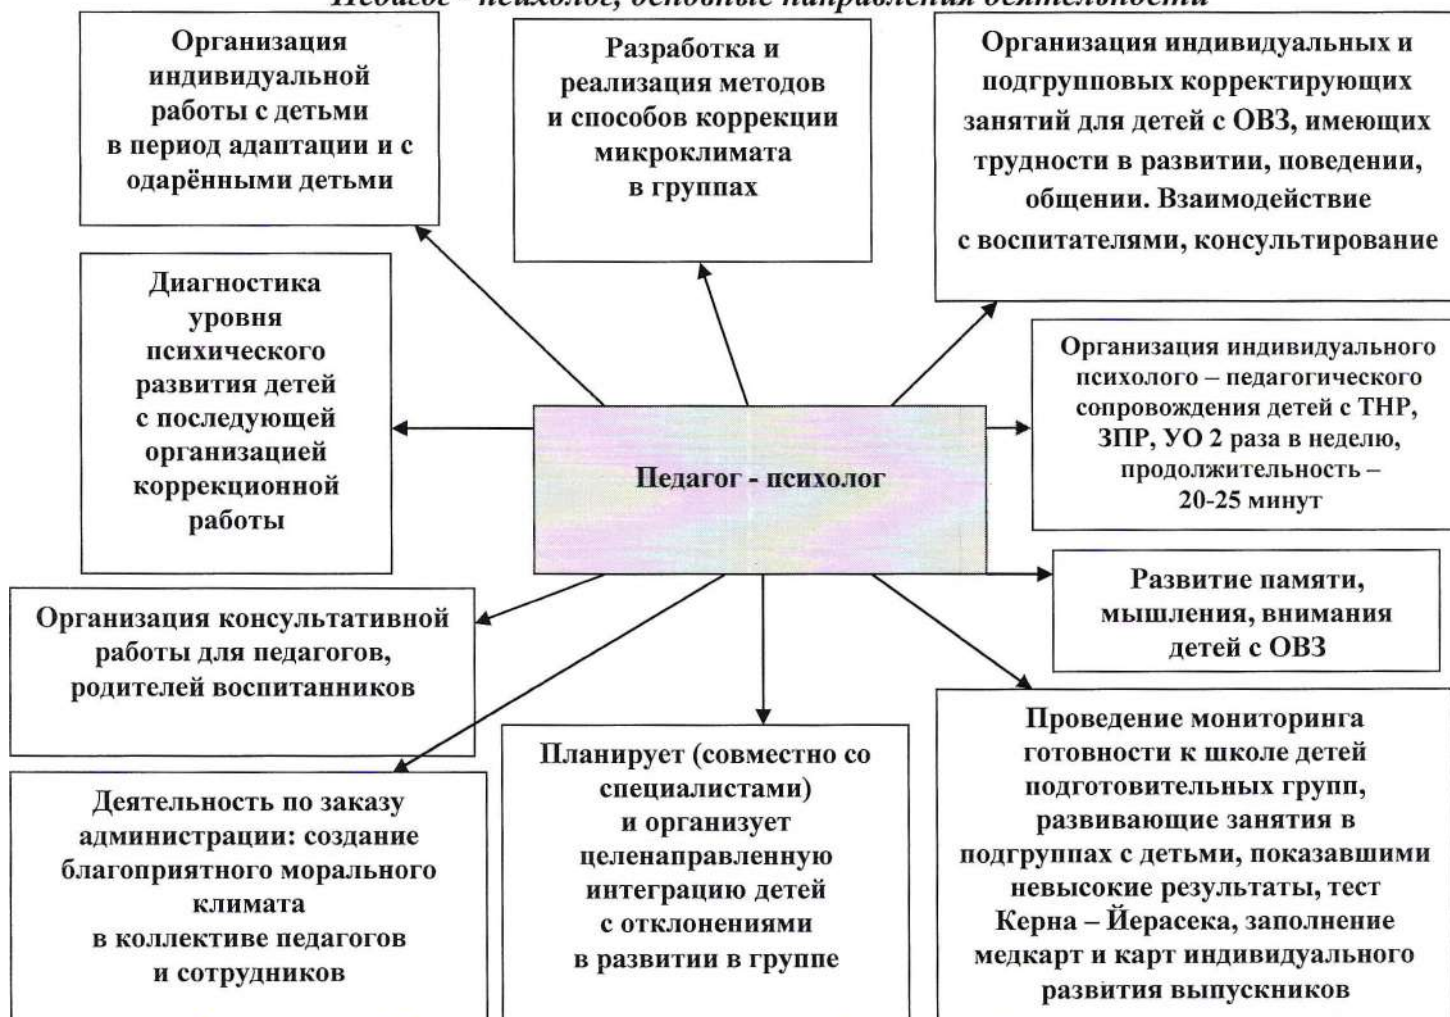 Педагог - психолог, основные направления деятельности
Организация
индивидуальной
работы с детьми
в период адаптации и с
одарёнными детьми
Разработка и
реализация методов
и способов коррекции
микроклимата
в группах
Организация индивидуальных и
подгрупповых корректирующих
занятий для детей с ОВЗ, имеющих
трудности в развитии, поведении,
общении. Взаимодействие
с воспитателями, консультирование
Диагностика
уровня
психического
развития детей
с последующей
организацией
коррекционной
работы
Организация индивидуального
психолого – педагогического
сопровождения детей с ТНР,
ЗПР, УО 2 раза в неделю,
продолжительность –
20-25 минут
Педагог - психолог
Развитие памяти,
мышления, внимания
детей с ОВЗ
Организация консультативной
работы для педагогов,
родителей воспитанников
Деятельность по заказу
администрации: создание
благоприятного морального
климата
в коллективе педагогов
и сотрудников
Планирует (совместно со
специалистами)
и организует
целенаправленную
интеграцию детей
с отклонениями
в развитии в группе
Проведение мониторинга
готовности к школе детей
подготовительных групп,
развивающие занятия в
подгруппах с детьми, показавшими
невысокие результаты, тест
Керна – Йерасека, заполнение
медкарт и карт индивидуального
развития выпускников